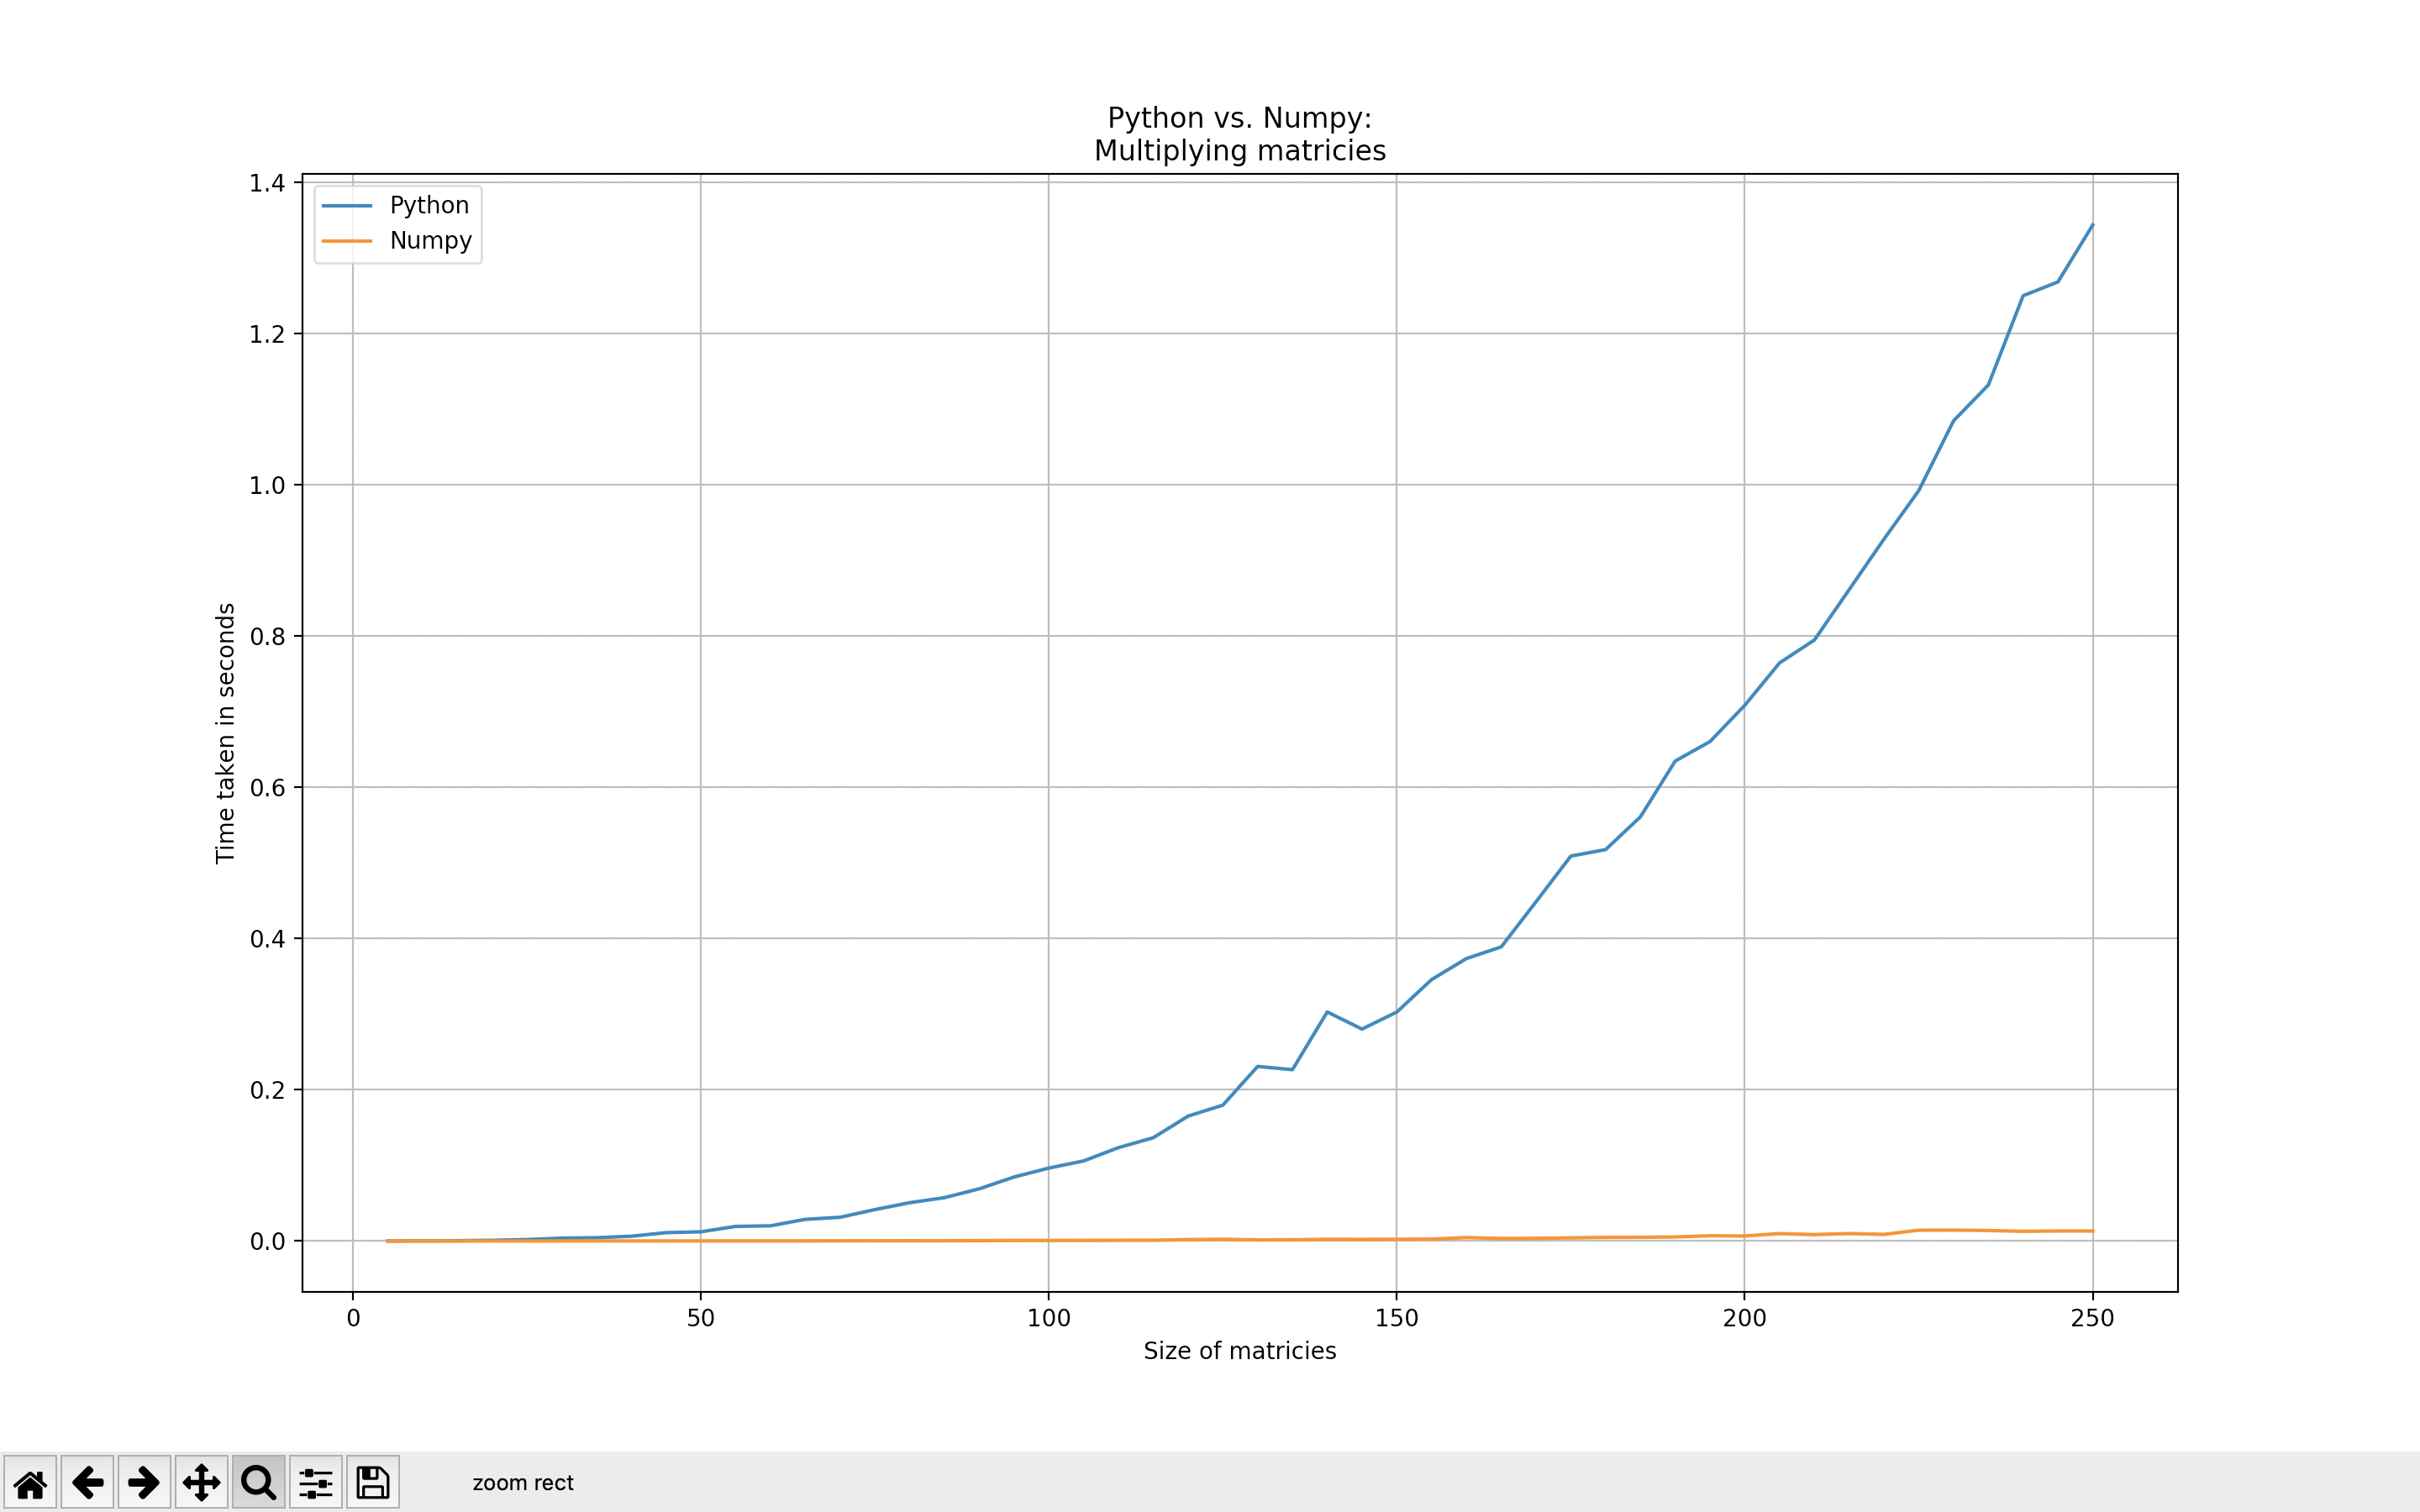 Python vs. Numpy:
Multiplying matricies
Python
Numpy
1.4
1.2
1.0
0.8
0.6
0.4
0.2
0.0
Time taken in seconds
0 50 100 150 200 250
Size of matricies
zoom rect